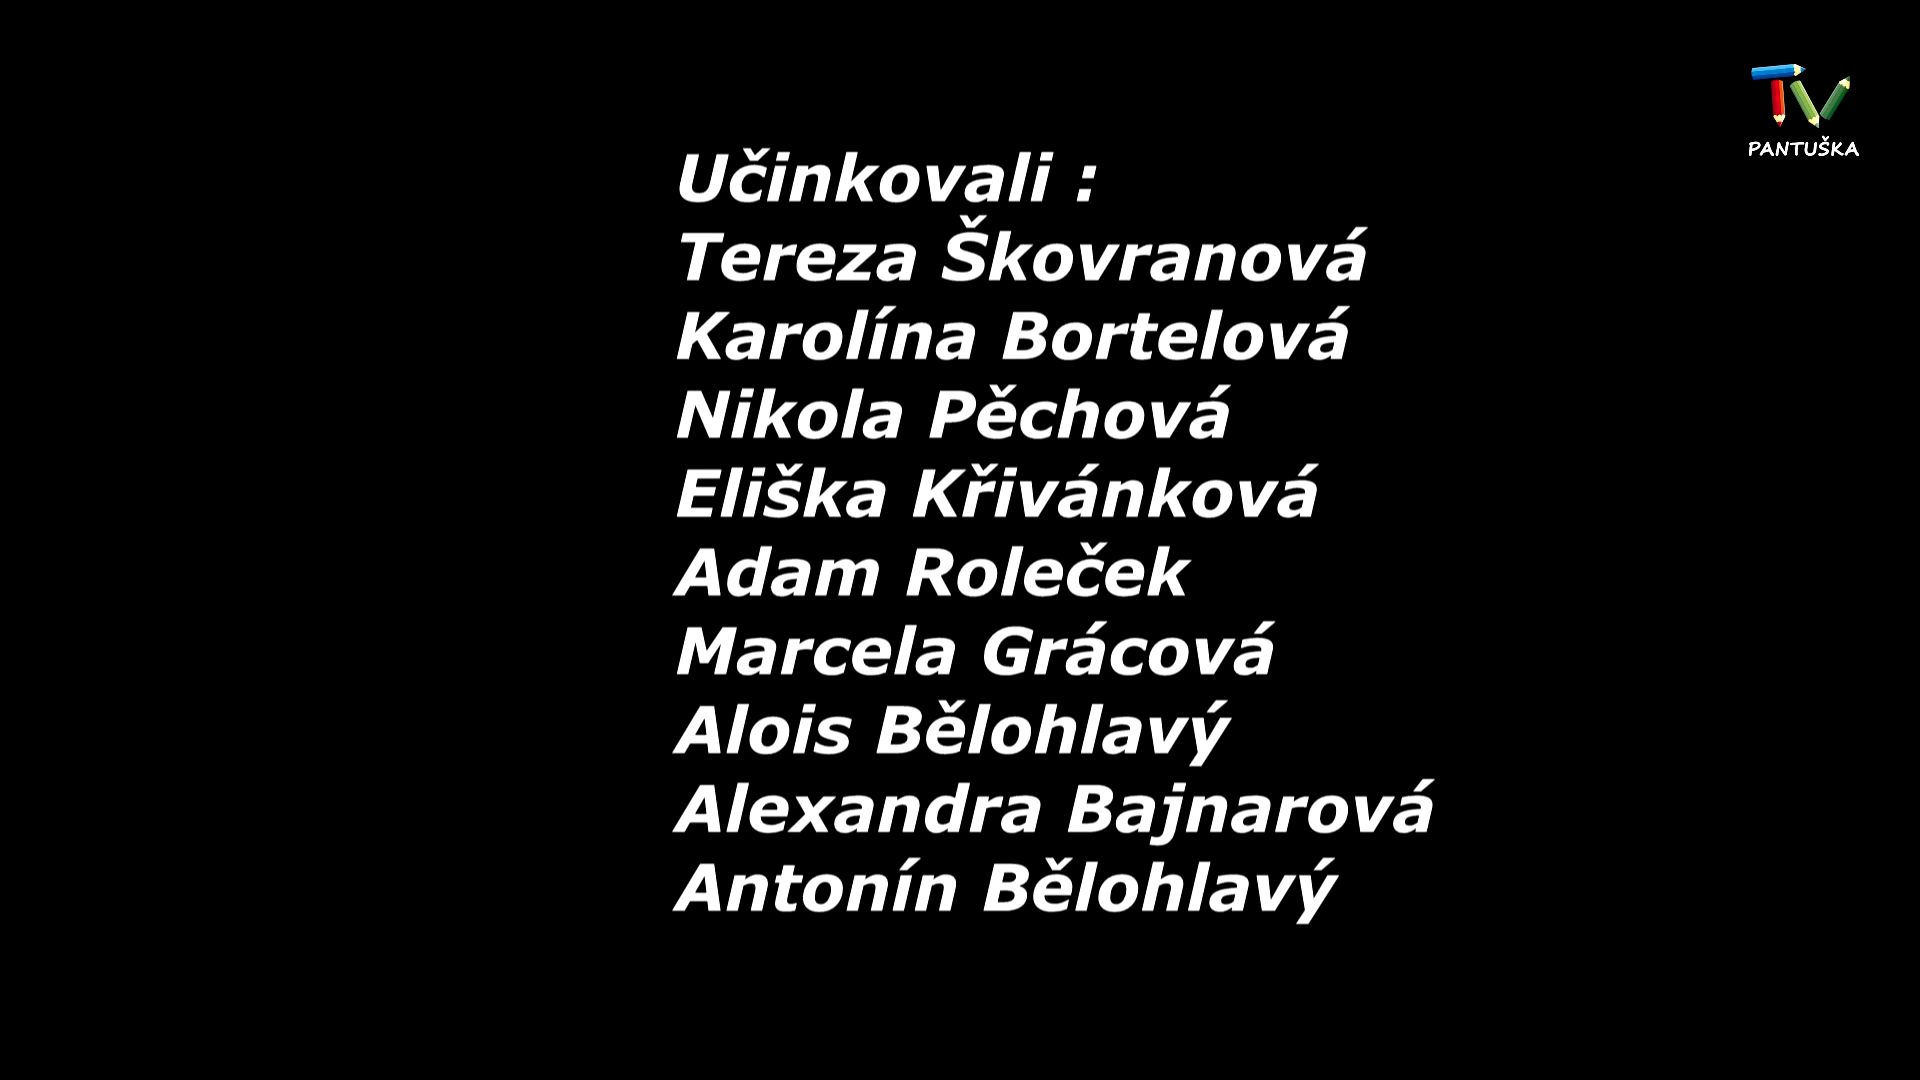 TV
PANTUŠKA
Učinkovali :
Tereza Škovranová
Karolína Bortelová
Nikola Pěchová
Eliška Křivánková
Adam Roleček
Marcela Grácová
Alois Bělohlavý
Alexandra Bajnarová
Antonín Bělohlavý